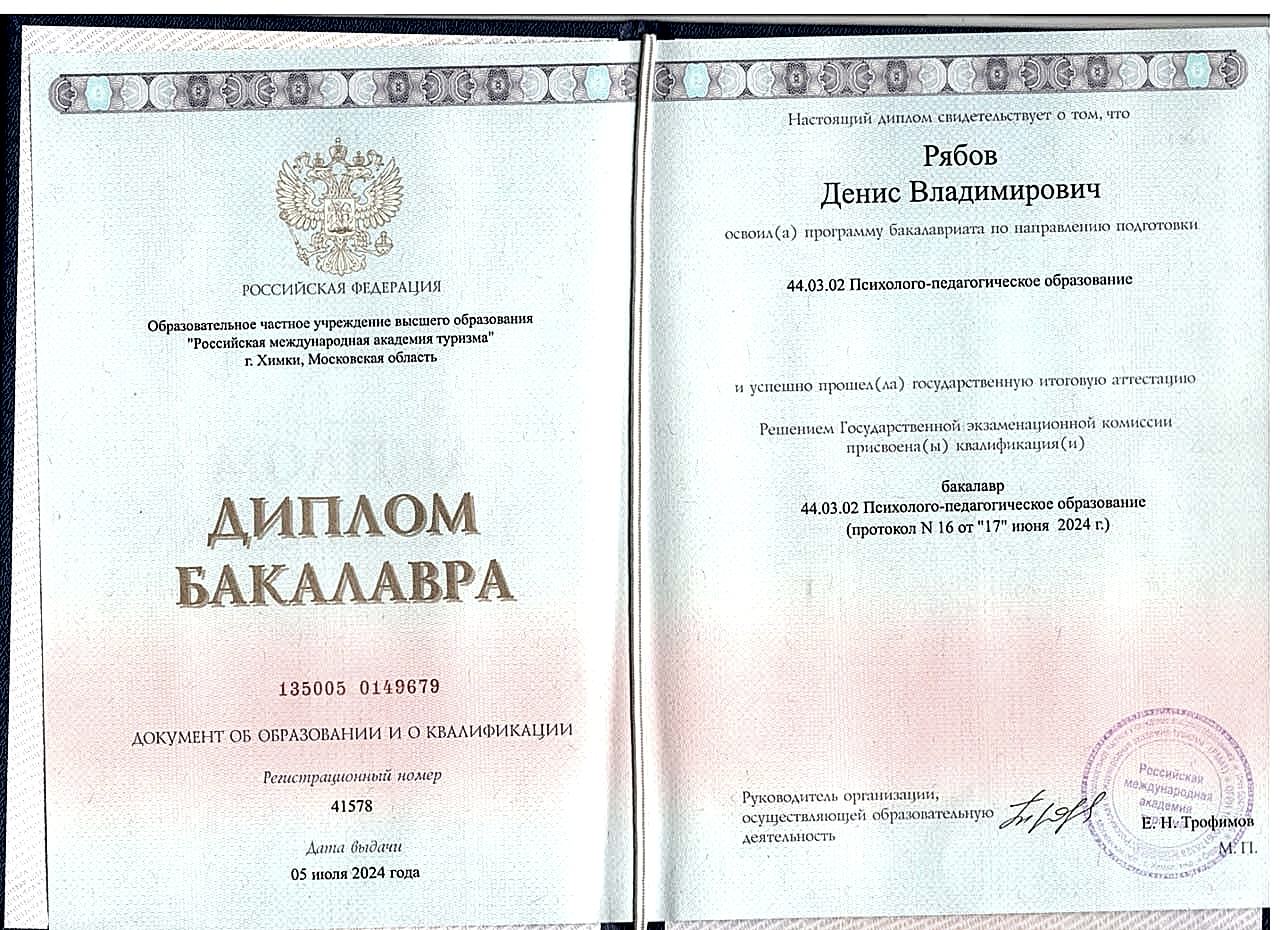 РОССИЙСКАЯ ФЕДЕРАЦИЯ
Образовательное частное учреждение высшего образования
"Российская международная академия туризма"
г. Химки, Московская область
ДИПЛОМ
БАКАЛАВРА
135005 0149679
ДОКУМЕНТ ОБ ОБРАЗОВАНИИ И О КВАЛИФИКАЦИИ
Регистрационный номер
41578
Дата выдачи
05 июля 2024 года
Настоящий диплом свидетельствует о том, что
Рябов
Денис Владимирович
освоил(а) программу бакалавриата по направлению подготовки
44.03.02 Психолого-педагогическое образование
и успешно прошел(ла) государственную итоговую аттестацию
Решением Государственной экзаменационной комиссии
присвоена(ы) квалификация(и)
бакалавр
44.03.02 Психолого-педагогическое образование
(протокол N 16 от "17" июня 2024 г.)
Руководитель организации,
осуществляющей образовательную
деятельность
Российская
международная
академия
Е. Н. Трофимов
М. П.